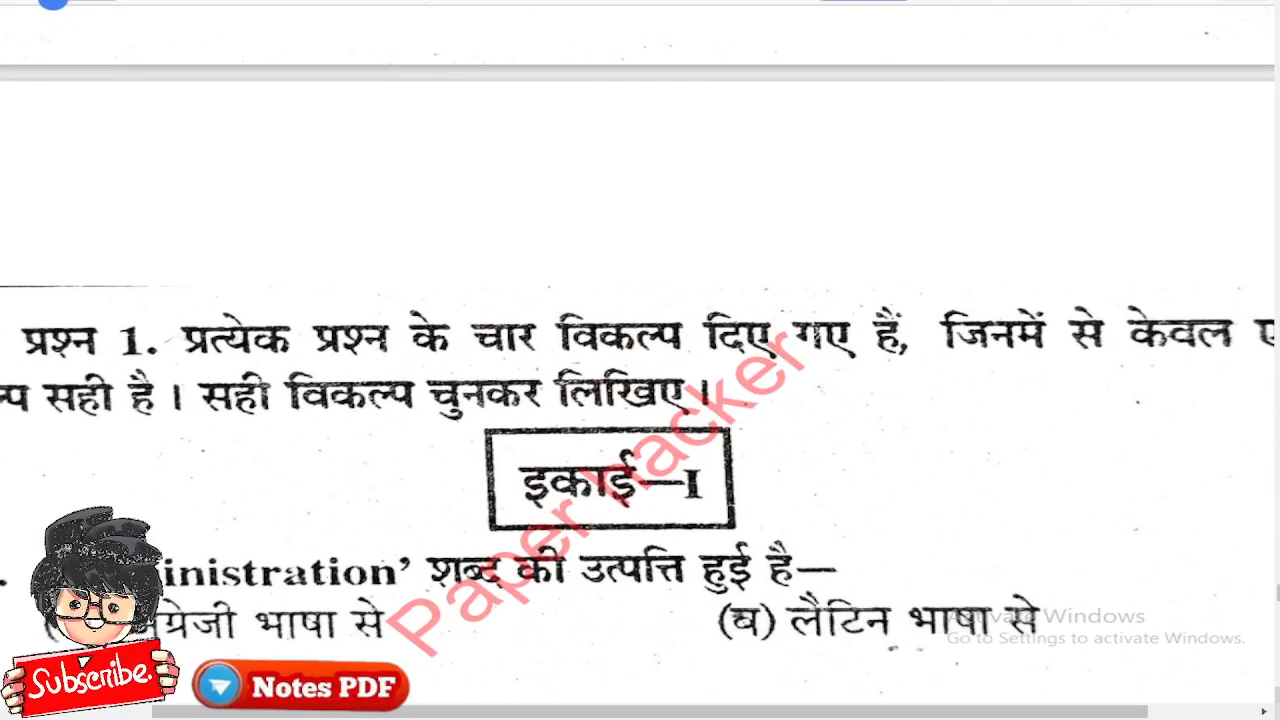 प्रश्न 1. प्रत्येक प्रश्न के चार विकल्प दिए गए हैं, जिनमें से केवल
सही है। सही विकल्प चुनकर लिखिए।
इकाई—I
inistration' शब्द की उत्पत्ति हुई है—
ग्रेजी भाषा से (ब) लैटिन भाषा से
Paper hacker
Activate Windows
Go to Settings to activate Windows.
Subscribe.
Notes PDF